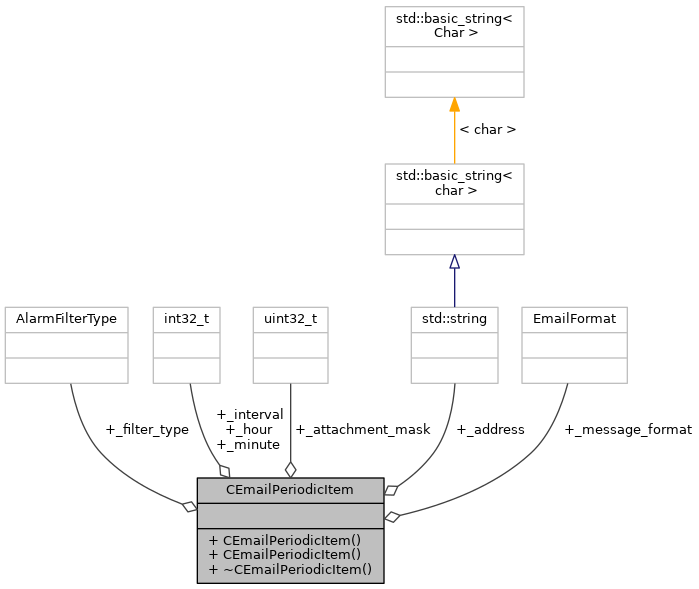 std::basic_string<
Char >
< char >
std::basic_string<
char >
AlarmFilterType
int32_t
uint32_t
std::string
EmailFormat
+_filter_type
+_interval
+_hour
+_minute
+_attachment_mask
+_address
+_message_format
CEmailPeriodicItem
+ CEmailPeriodicItem()
+ CEmailPeriodicItem()
+ ~CEmailPeriodicItem()